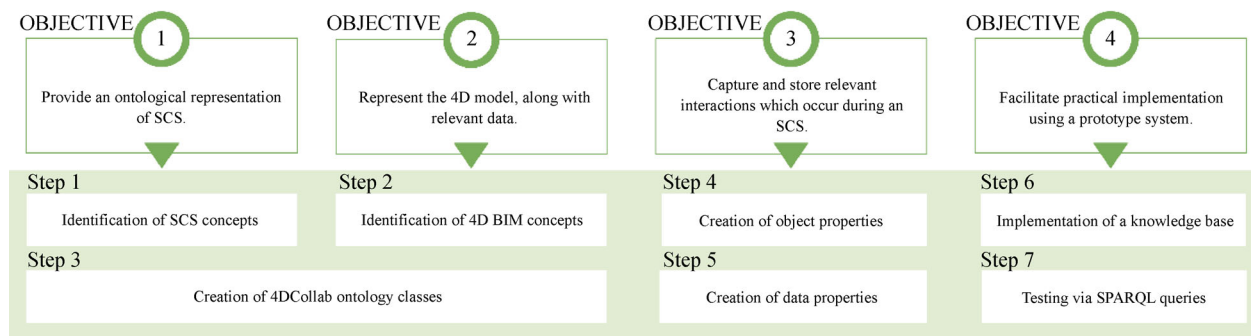 OBJECTIVE
1
Provide an ontological representation
of SCS.
OBJECTIVE
2
Represent the 4D model, along with
relevant data.
OBJECTIVE
3
Capture and store relevant
interactions which occur during an
SCS.
OBJECTIVE
4
Facilitate practical implementation
using a prototype system.
Step 1
Identification of SCS concepts
Step 2
Identification of 4D BIM concepts
Step 3
Creation of 4DCollab ontology classes
Step 4
Creation of object properties
Step 5
Creation of data properties
Step 6
Implementation of a knowledge base
Step 7
Testing via SPARQL queries